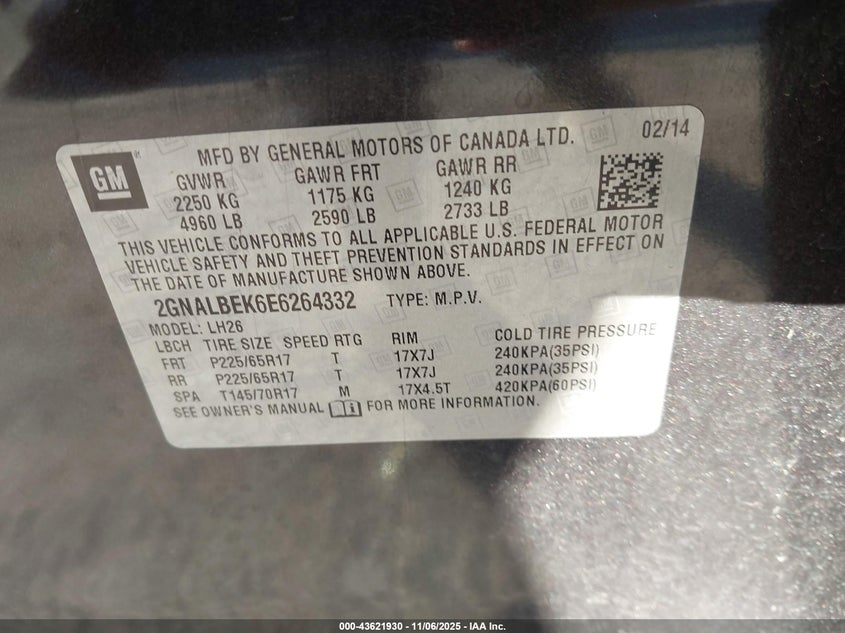 GM
MFD BY GENERAL MOTORS OF CANADA LTD.
02/14
GVWR GAWR FRT GAWR RR
2250 KG 1175 KG 1240 KG
4960 LB 2590 LB 2733 LB
THIS VEHICLE CONFORMS TO ALL APPLICABLE U.S. FEDERAL MOTOR
VEHICLE SAFETY AND THEFT PREVENTION STANDARDS IN EFFECT ON
THE DATE OF MANUFACTURE SHOWN ABOVE.
2GNALBEK6E6264332 TYPE: M.P.V.
MODEL: LH26
LBCH TIRE SIZE SPEED RTG RIM COLD TIRE PRESSURE
FRT P225/65R17 T 17X7J 240KPA(35PSI)
RR P225/65R17 T 17X7J 240KPA(35PSI)
SPA T145/70R17 M 17X4.5T 420KPA(60PSI)
SEE OWNER'S MANUAL FOR MORE INFORMATION.
000-43621930 - 11/06/2025 - IAA Inc.